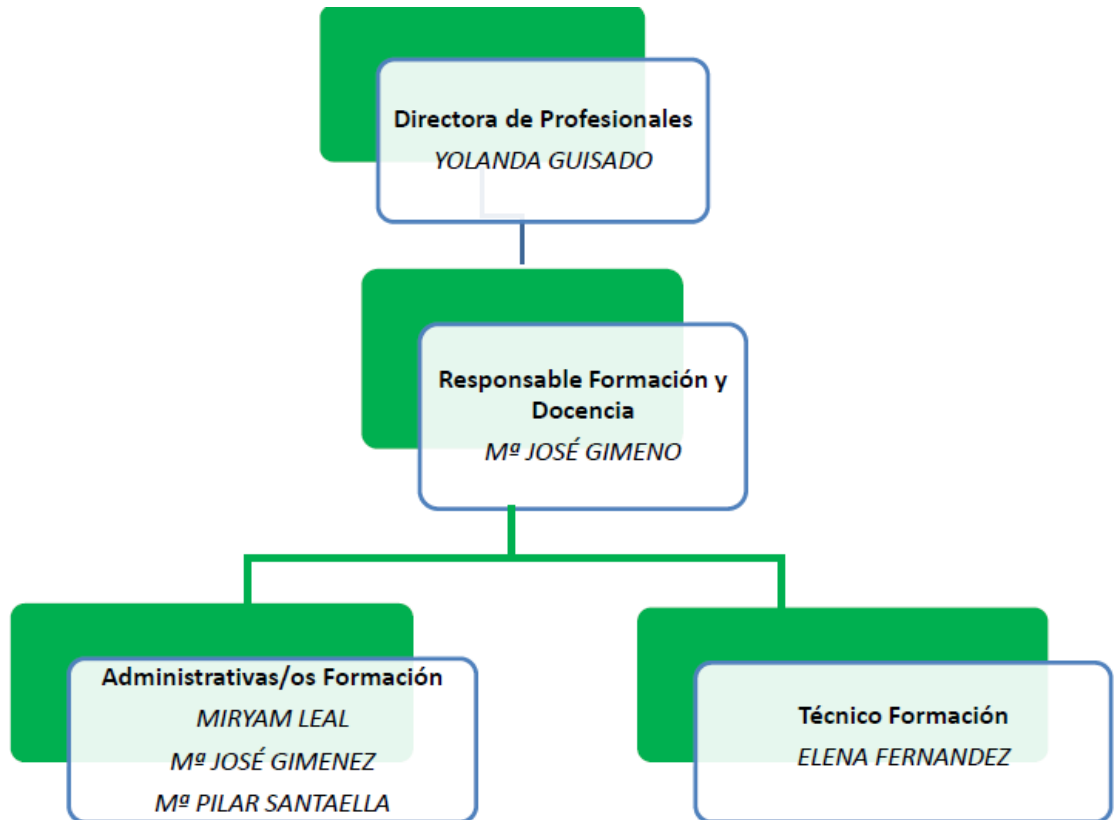 Directora de Profesionales
YOLANDA GUISADO
Responsable Formación y
Docencia
Mª JOSÉ GIMENO
Administrativas/os Formación
MIRYAM LEAL
Mª JOSÉ GIMENEZ
Mª PILAR SANTAELLA
Técnico Formación
ELENA FERNANDEZ